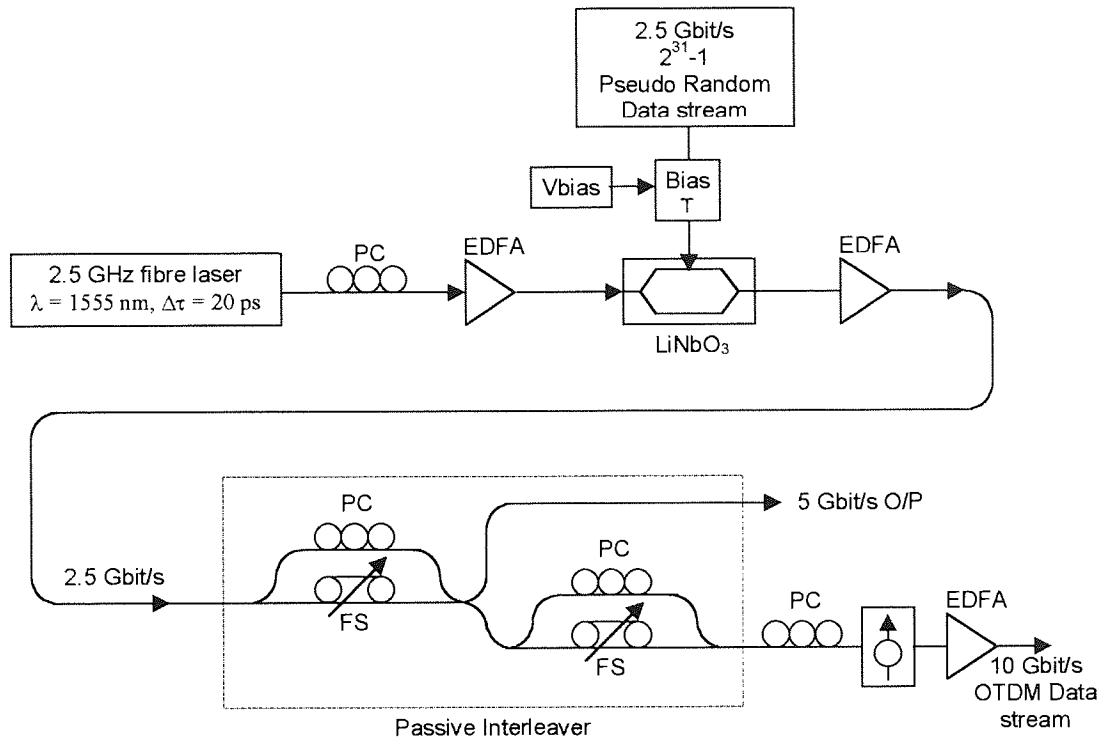 2.5 Gbit/s
2³¹-1
Pseudo Random
Data stream
Vbias
Bias
T
PC
EDFA
EDFA
2.5 GHz fibre laser
λ = 1555 nm, Δτ = 20 ps
LiNbO₃
PC
5 Gbit/s O/P
2.5 Gbit/s
FS
PC
FS
PC
EDFA
10 Gbit/s
OTDM Data
stream
Passive Interleaver